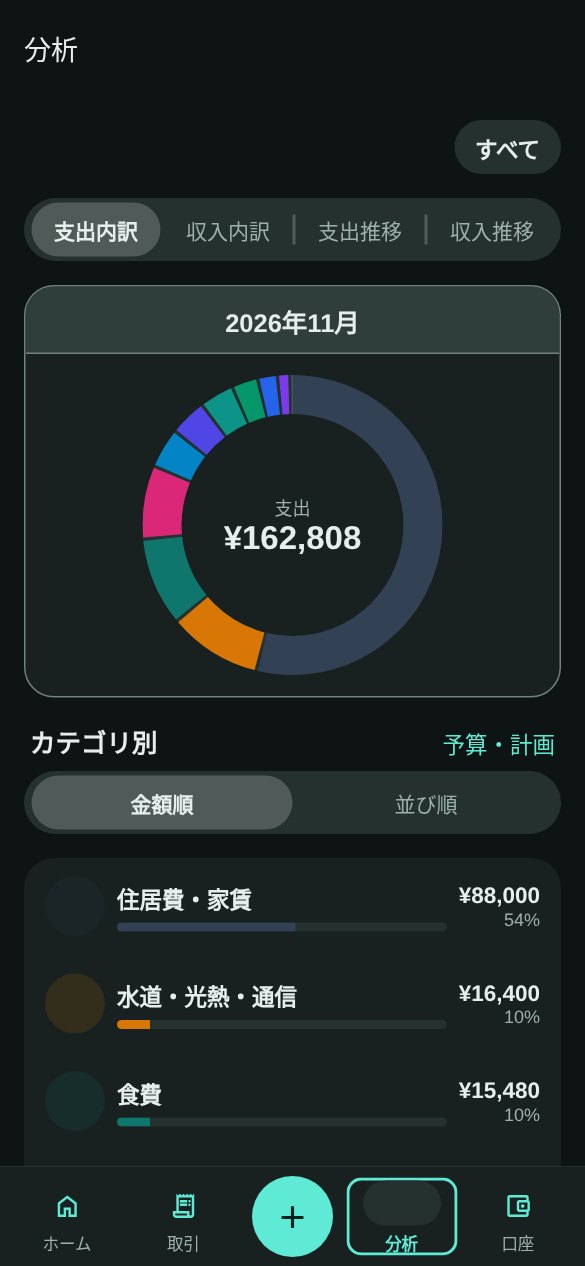 分析
すべて
支出内訳 収入内訳 支出推移 収入推移
2026年11月
支出
¥162,808
カテゴリ別 予算・計画
金額順 並び順
住居費・家賃 ¥88,000
54%
水道・光熱・通信 ¥16,400
10%
食費 ¥15,480
10%
ホーム 取引 + 分析 口座